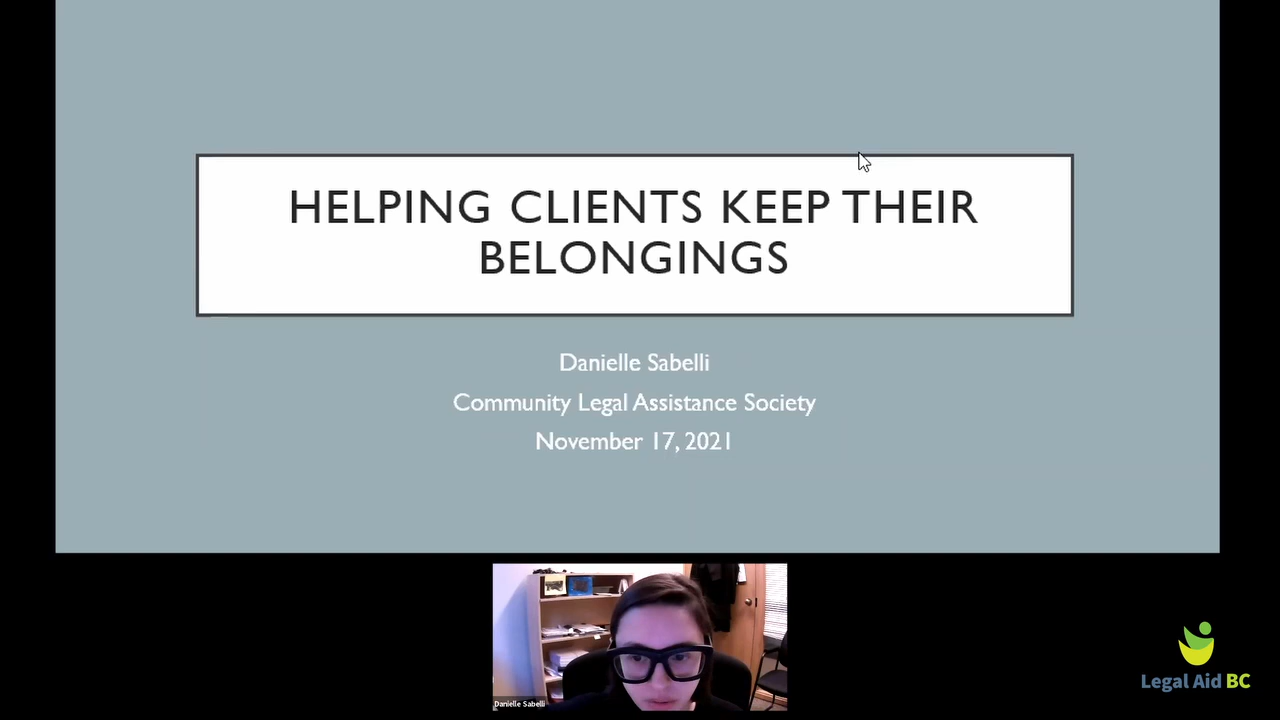 HELPING CLIENTS KEEP THEIR
BELONGINGS
Danielle Sabelli
Community Legal Assistance Society
November 17, 2021
Danielle Sabelli
Legal Aid BC